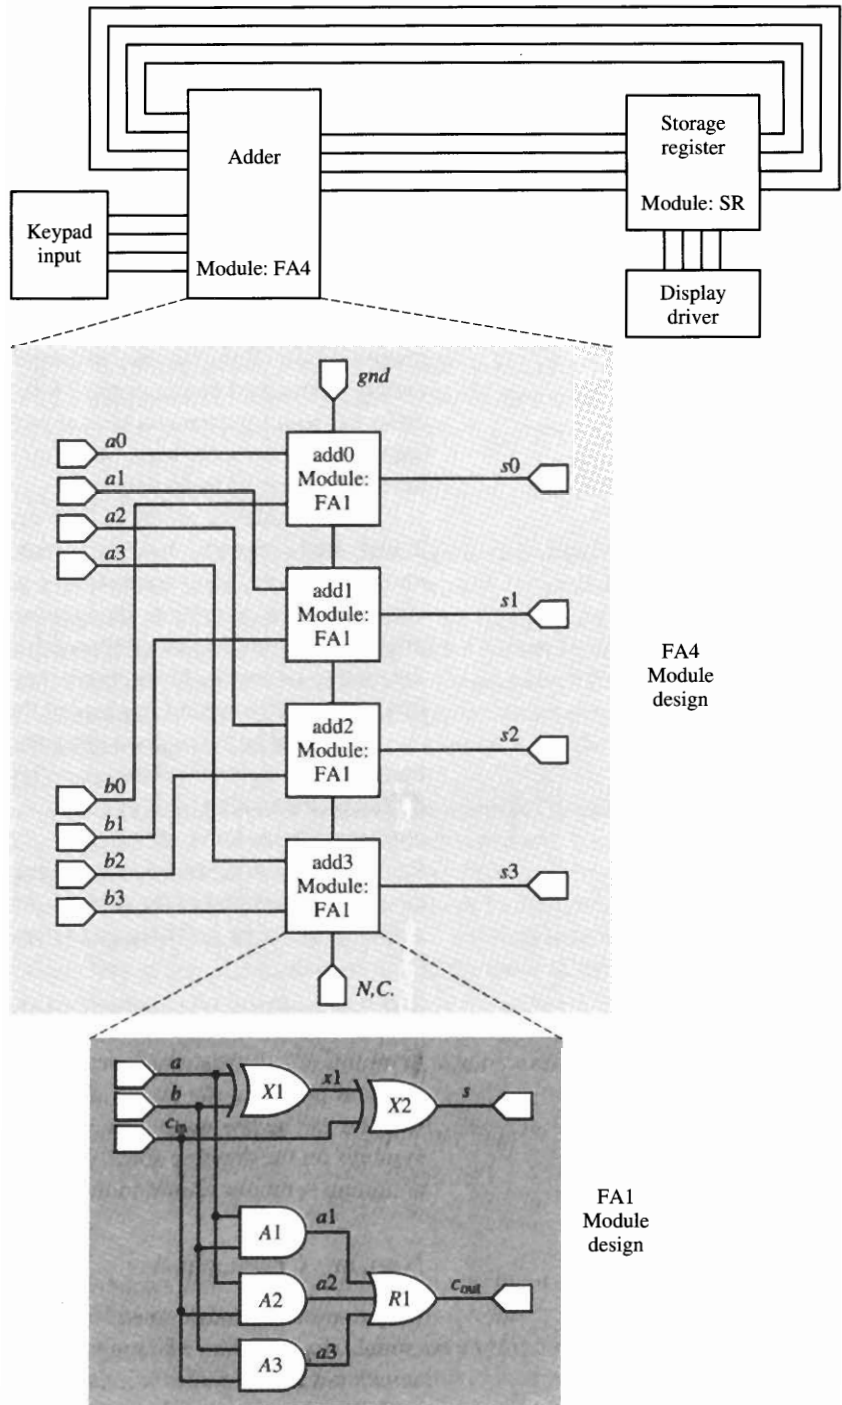 Adder
Module: FA4
Storage
register
Module: SR
Keypad
input
Display
driver
gnd
a0
a1
a2
a3
add0
Module:
FA1
s0
add1
Module:
FA1
s1
add2
Module:
FA1
s2
b0
b1
b2
b3
add3
Module:
FA1
s3
N,C.
FA4
Module
design
a
b
cin
X1
x1
X2
s
A1
a1
A2
a2
A3
a3
R1
cout
FA1
Module
design